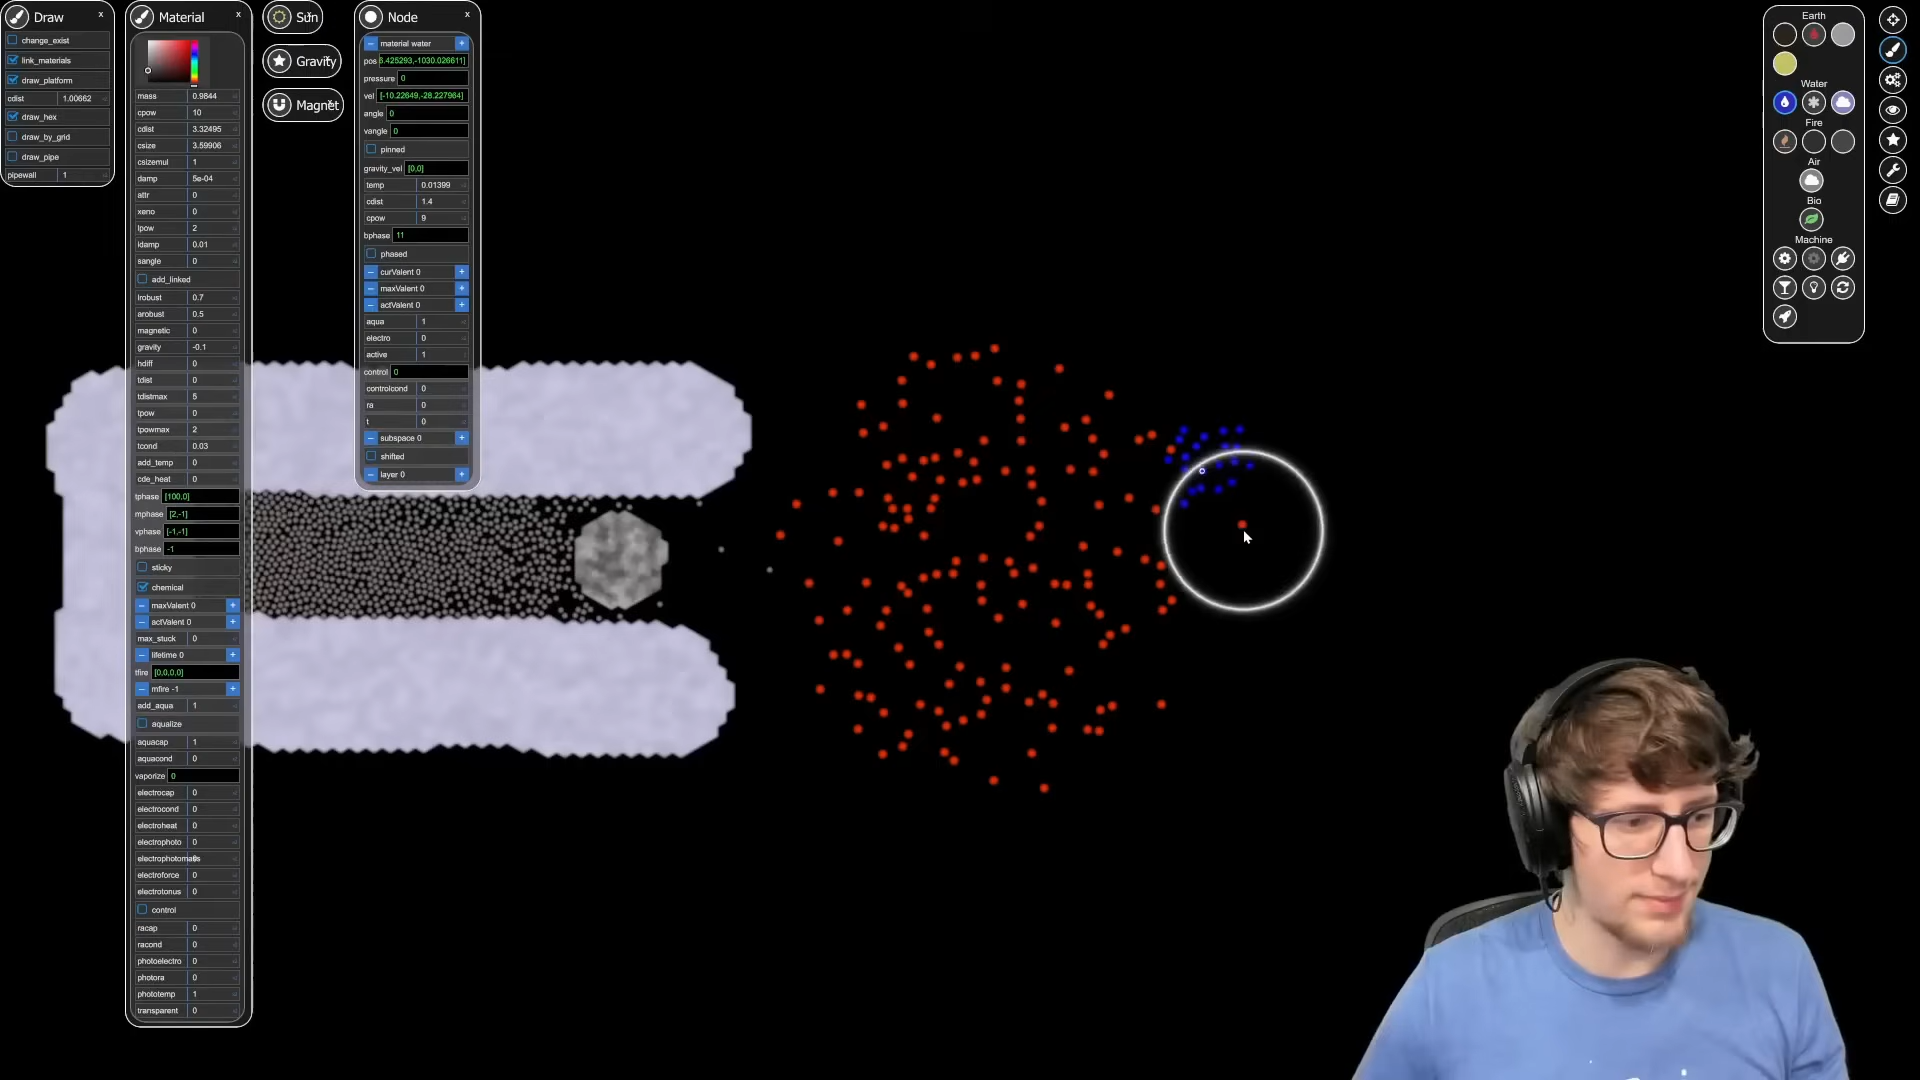 Draw
x
change_exist
link_materials
draw_platform
cdist 1.00662
draw_hex
draw_by_grid
draw_pipe
pipewall 1
Material
x
mass 0.9844
cpow 10
cdist 3.32495
csize 3.59906
csizemul 1
damp 5e-04
attr 0
xeno 0
lpow 2
ldamp 0.01
sangle 0
add_linked
lrobust 0.7
arobust 0.5
magnetic 0
gravity -0.1
hdiff 0
tdist 0
tdistmax 5
tpow 0
tpowmax 2
tcond 0.03
add_temp 0
cde_heat 0
tphase [100,0]
mphase [2,-1]
vphase [-1,-1]
bphase -1
sticky
chemical
− maxValent 0 +
− actValent 0 +
max_stuck 0
− lifetime 0 +
tfire [0,0,0,0]
− mfire -1 +
add_aqua 1
aqualize
aquacap 1
aquacond 0
vaporize 0
electrocap 0
electrocond 0
electroheat 0
electrophoto 0
electroforce 0
electrotonus 0
control
racap 0
racond 0
photoelectro 0
photora 0
phototemp 1
transparent 0
Sun
Gravity
Magnet
Node
x
− material water +
pos 6.425293,-1030.026611]
pressure 0
vel [-10.22649,-28.227964]
angle 0
vangle 0
pinned
gravity_vel [0,0]
temp 0.01399
cdist 1.4
cpow 9
bphase 11
phased
− curValent 0 +
− maxValent 0 +
− actValent 0 +
aqua 1
electro 0
active 1
control 0
controlcond 0
ra 0
t 0
− subspace 0 +
shifted
− layer 0 +
Earth
Water
Fire
Air
Bio
Machine